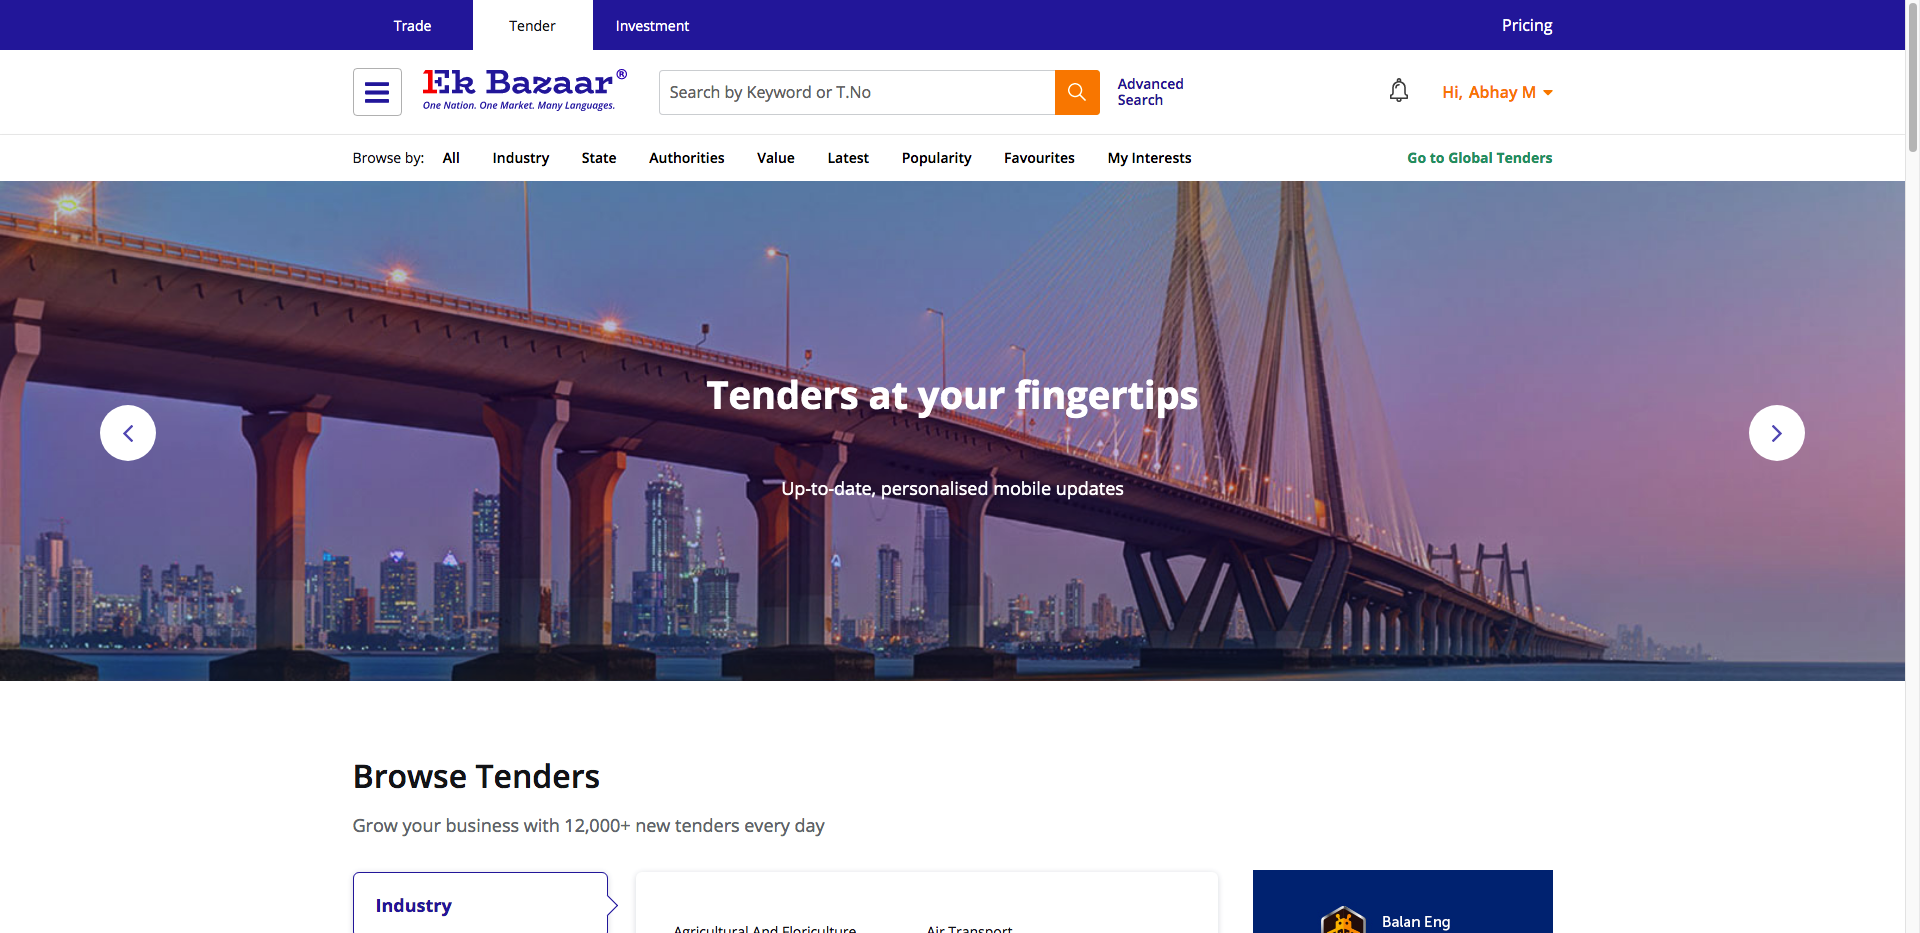 Trade
Tender
Investment
Pricing
1Ek Bazaar®
One Nation. One Market. Many Languages.
Search by Keyword or T.No
Advanced
Search
Hi, Abhay M
Browse by: All Industry State Authorities Value Latest Popularity Favourites My Interests
Go to Global Tenders
Tenders at your fingertips
Up-to-date, personalised mobile updates
Browse Tenders
Grow your business with 12,000+ new tenders every day
Industry
Agricultural And Floriculture
Air Transport
Balan Eng